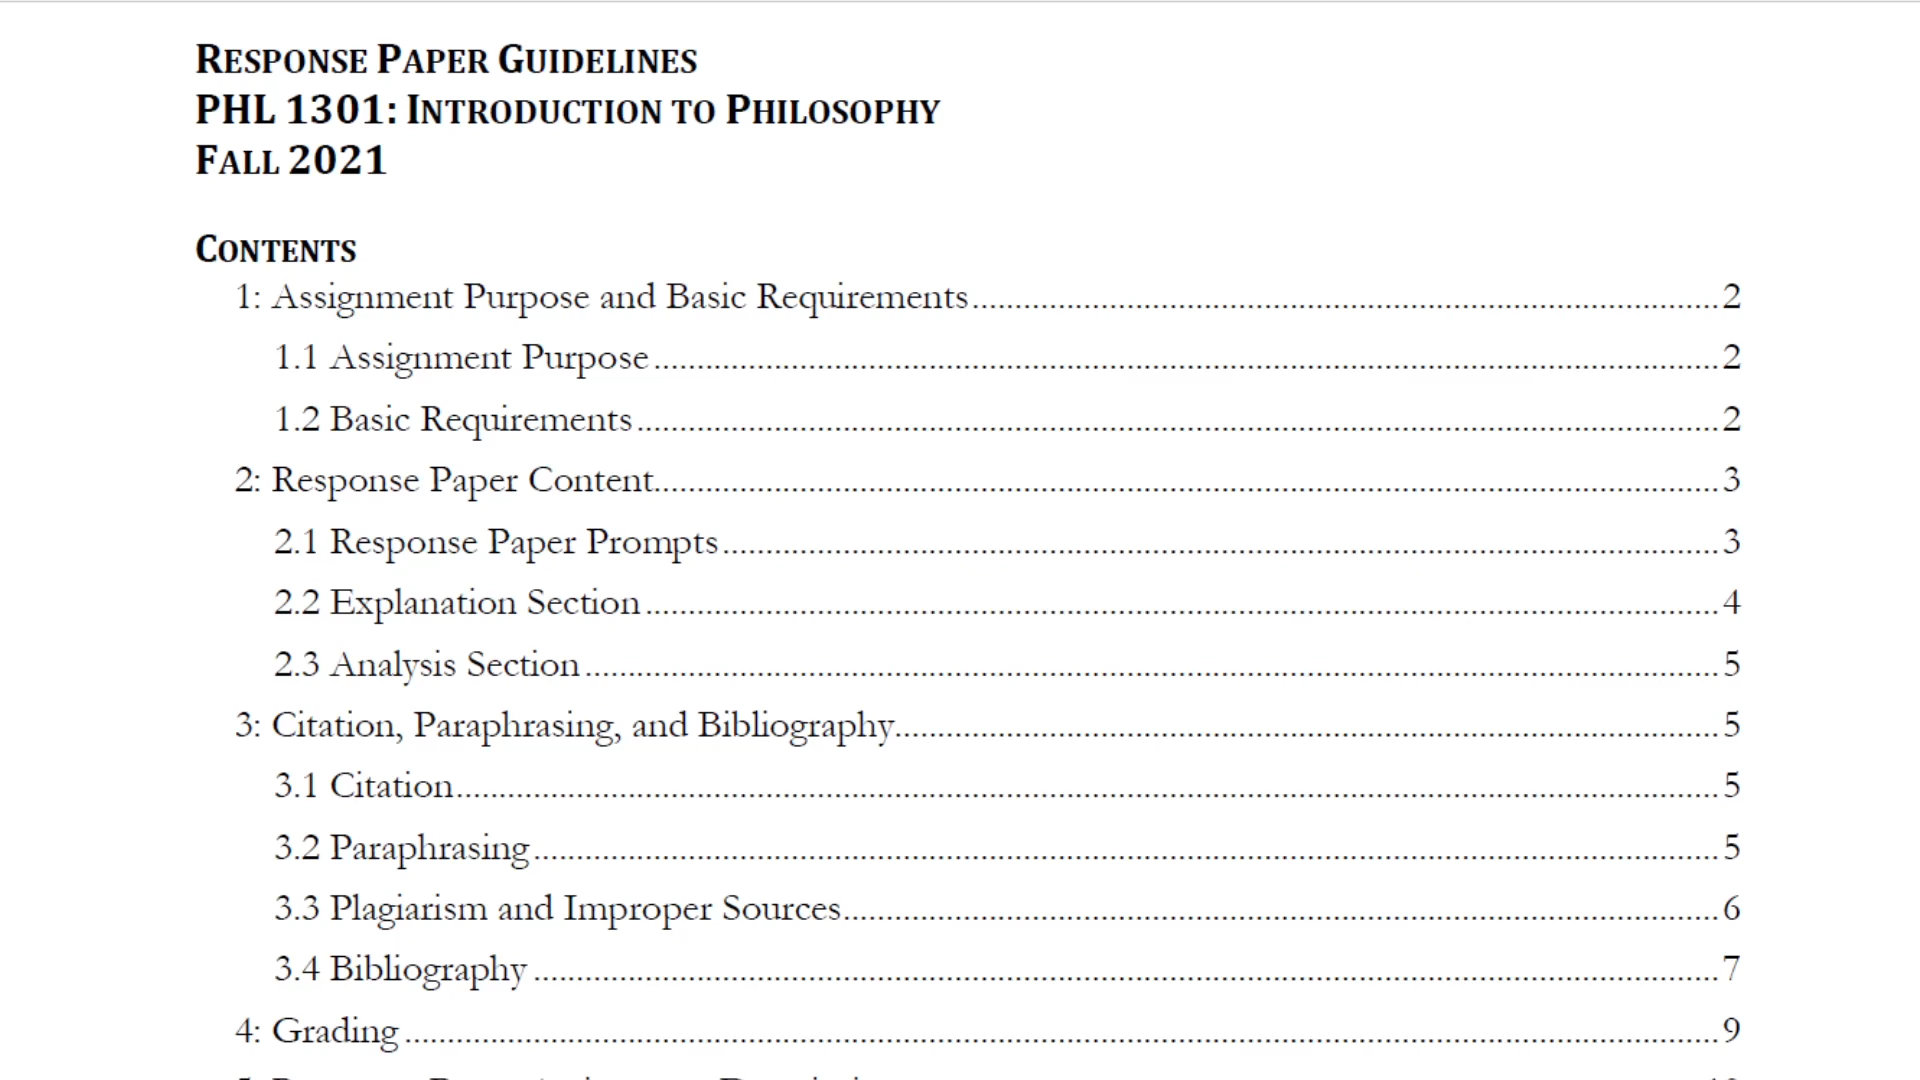 RESPONSE PAPER GUIDELINES
PHL 1301: INTRODUCTION TO PHILOSOPHY
FALL 2021
CONTENTS
1: Assignment Purpose and Basic Requirements 2
1.1 Assignment Purpose 2
1.2 Basic Requirements 2
2: Response Paper Content 3
2.1 Response Paper Prompts 3
2.2 Explanation Section 4
2.3 Analysis Section 5
3: Citation, Paraphrasing, and Bibliography 5
3.1 Citation 5
3.2 Paraphrasing 5
3.3 Plagiarism and Improper Sources 6
3.4 Bibliography 7
4: Grading 9